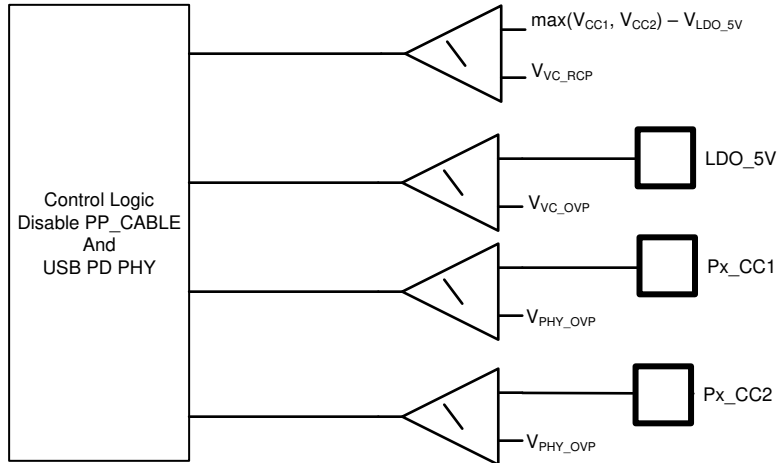 max(VCC1, VCC2) – VLDO_5V
VVC_RCP
LDO_5V
VVC_OVP
Control Logic
Disable PP_CABLE
And
USB PD PHY
Px_CC1
VPHY_OVP
Px_CC2
VPHY_OVP